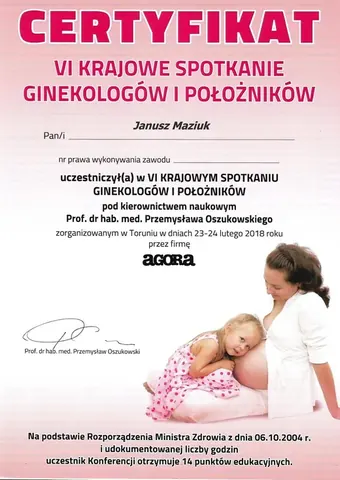 CERTYFIKAT
VI KRAJOWE SPOTKANIE
GINEKOLOGÓW I POŁOŻNIKÓW
Janusz Maziuk
Pan/i
nr prawa wykonywania zawodu
uczestniczył(a) w VI KRAJOWYM SPOTKANIU
GINEKOLOGÓW I POŁOŻNIKÓW
pod kierownictwem naukowym
Prof. dr hab. med. Przemysława Oszukowskiego
zorganizowanym w Toruniu w dniach 23-24 lutego 2018 roku
przez firmę
AGORA
Prof. dr hab. med. Przemysław Oszukowski
Na podstawie Rozporządzenia Ministra Zdrowia z dnia 06.10.2004 r.
i udokumentowanej liczby godzin
uczestnik Konferencji otrzymuje 14 punktów edukacyjnych.